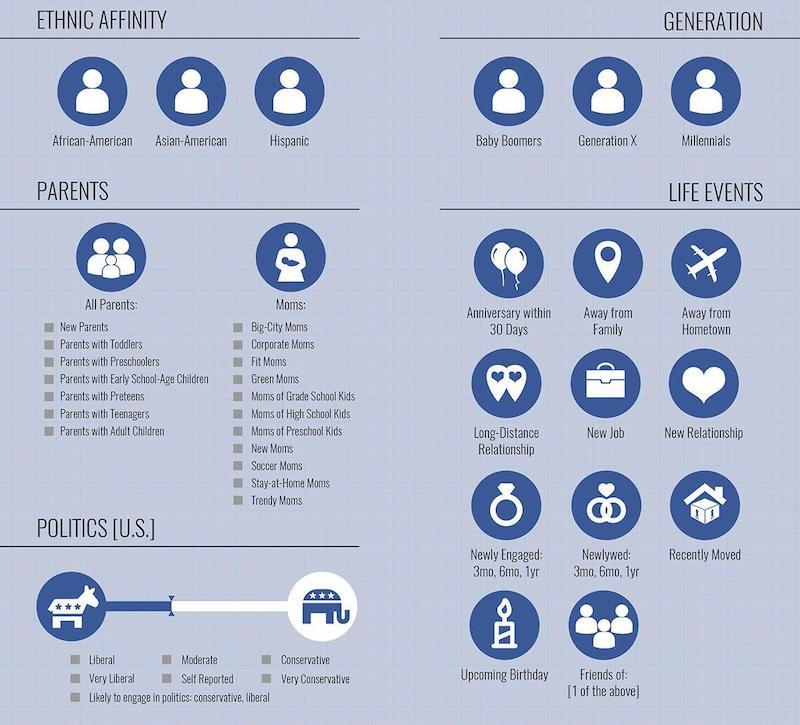 ETHNIC AFFINITY
African-American
Asian-American
Hispanic
GENERATION
Baby Boomers
Generation X
Millennials
PARENTS
All Parents:
New Parents
Parents with Toddlers
Parents with Preschoolers
Parents with Early School-Age Children
Parents with Preteens
Parents with Teenagers
Parents with Adult Children
Moms:
Big-City Moms
Corporate Moms
Fit Moms
Green Moms
Moms of Grade School Kids
Moms of High School Kids
Moms of Preschool Kids
New Moms
Soccer Moms
Stay-at-Home Moms
Trendy Moms
LIFE EVENTS
Anniversary within
30 Days
Away from
Family
Away from
Hometown
Long-Distance
Relationship
New Job
New Relationship
Newly Engaged:
3mo, 6mo, 1yr
Newlywed:
3mo, 6mo, 1yr
Recently Moved
Upcoming Birthday
Friends of:
[1 of the above]
POLITICS [U.S.]
Liberal
Moderate
Conservative
Very Liberal
Self Reported
Very Conservative
Likely to engage in politics: conservative, liberal